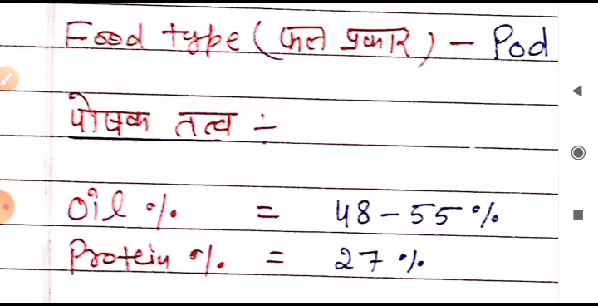 Food type (फल प्रकार) - Pod
पोषक तत्व ÷
Oil % = 48-55%
Protein % = 27%